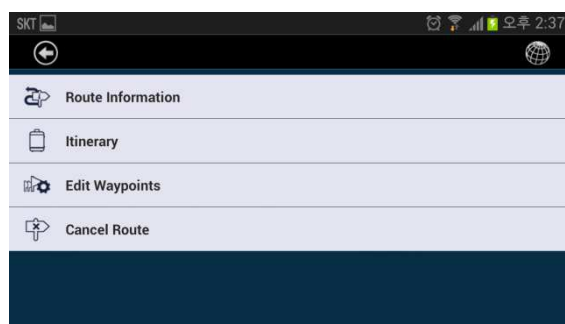 SKT 오후 2:37
Route Information
Itinerary
Edit Waypoints
Cancel Route